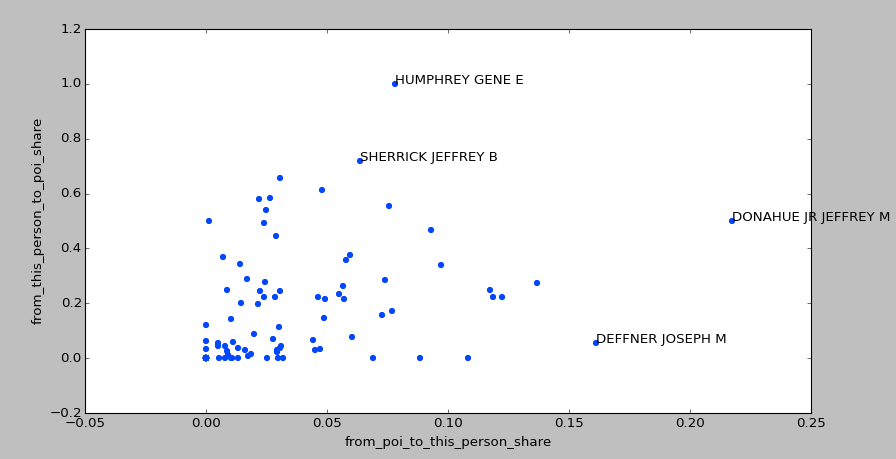 1.2
1.0
0.8
0.6
0.4
0.2
0.0
−0.2
from_this_person_to_poi_share
HUMPHREY GENE E
SHERRICK JEFFREY B
DONAHUE JR JEFFREY M
DEFFNER JOSEPH M
−0.05 0.00 0.05 0.10 0.15 0.20 0.25
from_poi_to_this_person_share